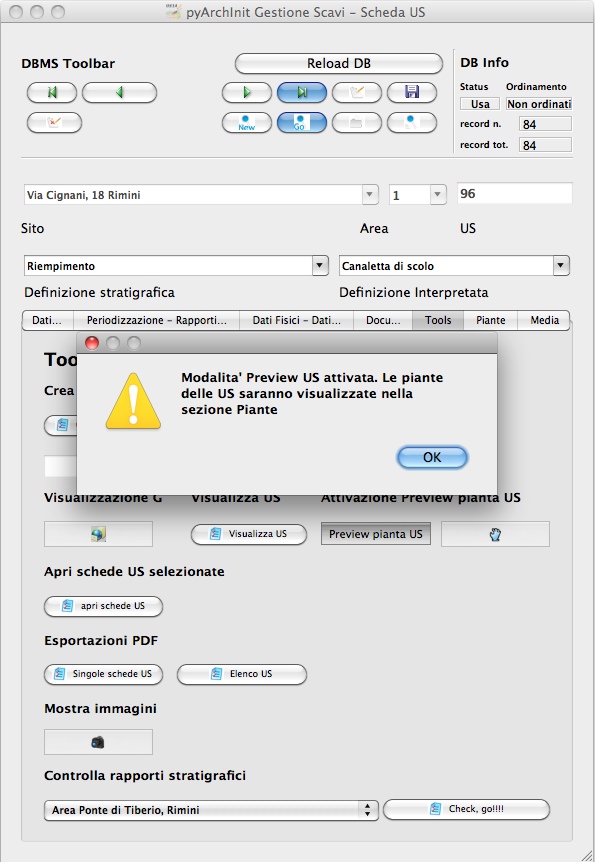 pyArchInit Gestione Scavi - Scheda US
DBMS Toolbar
Reload DB
DB Info
Status
Ordinamento
Usa
Non ordinati
record n.
84
record tot.
84
New
Go
Via Cignani, 18 Rimini
1
96
Sito
Area
US
Riempimento
Canaletta di scolo
Definizione stratigrafica
Definizione Interpretata
Dati...
Periodizzazione - Rapporti...
Dati Fisici - Dati...
Docu...
Tools
Piante
Media
Too
Crea
Modalita' Preview US attivata. Le piante
delle US saranno visualizzate nella
sezione Piante
OK
Visualizzazione G
Visualizza US
Attivazione Preview pianta US
Visualizza US
Preview pianta US
Apri schede US selezionate
apri schede US
Esportazioni PDF
Singole schede US
Elenco US
Mostra immagini
Controlla rapporti stratigrafici
Area Ponte di Tiberio, Rimini
Check, go!!!!